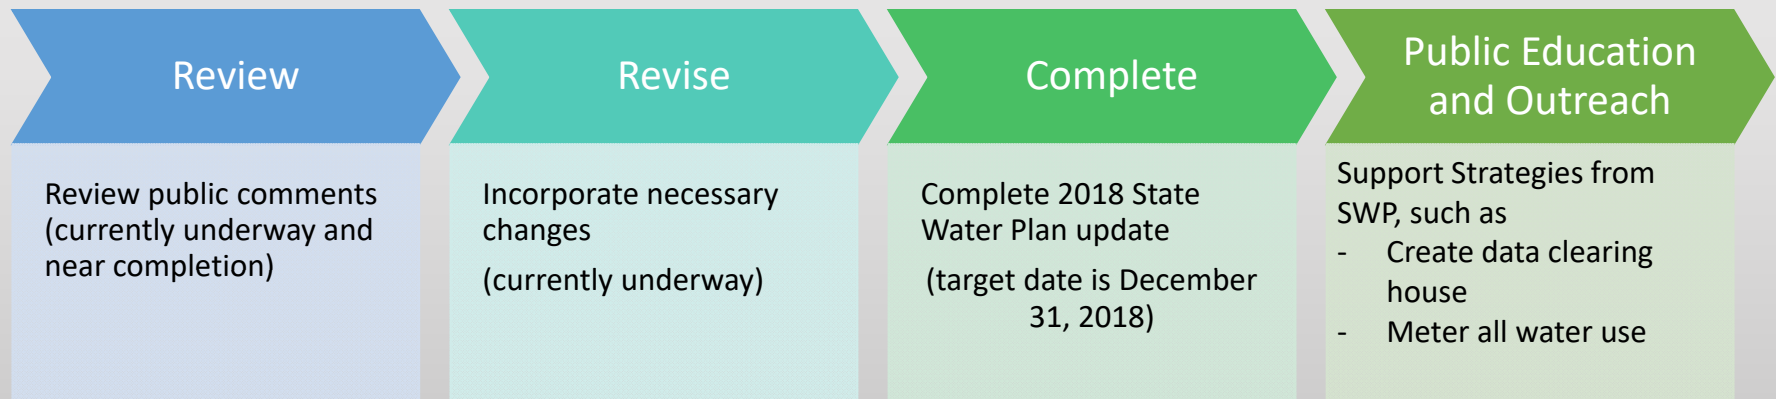 Review
Review public comments
(currently underway and
near completion)
Revise
Incorporate necessary
changes
(currently underway)
Complete
Complete 2018 State
Water Plan update
(target date is December
31, 2018)
Public Education
and Outreach
Support Strategies from
SWP, such as
- Create data clearing
house
- Meter all water use